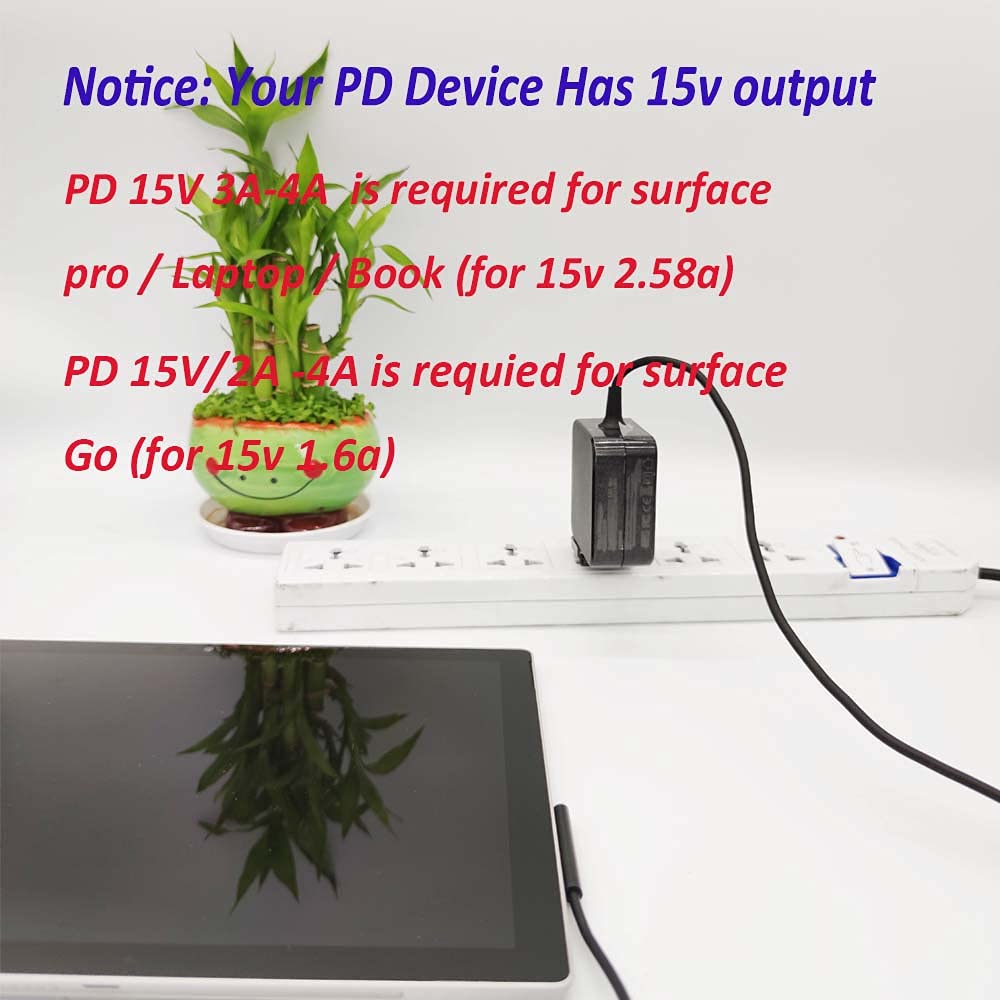 Notice: Your PD Device Has 15v output
PD 15V 3A-4A is required for surface
pro / Laptop / Book (for 15v 2.58a)
PD 15V/2A -4A is requied for surface
Go (for 15v 1.6a)